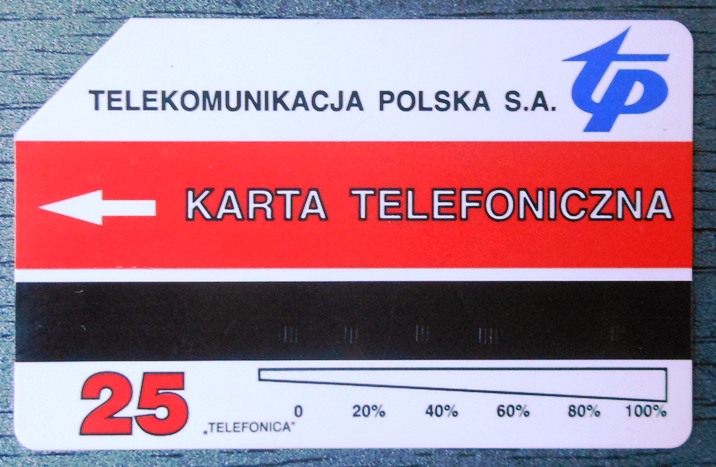 TELEKOMUNIKACJA POLSKA S.A.
tp
KARTA TELEFONICZNA
25
„TELEFONICA”
0 20% 40% 60% 80% 100%